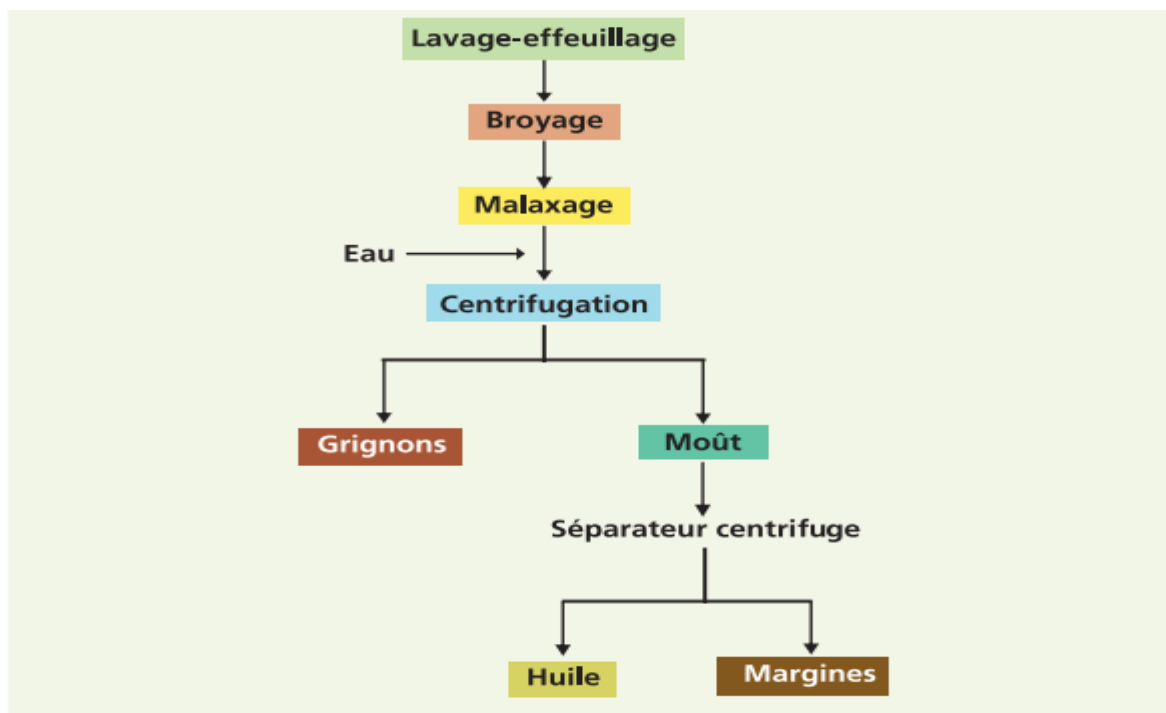 Lavage-effeuillage
Broyage
Malaxage
Eau
Centrifugation
Grignons
Moût
Séparateur centrifuge
Huile
Margines